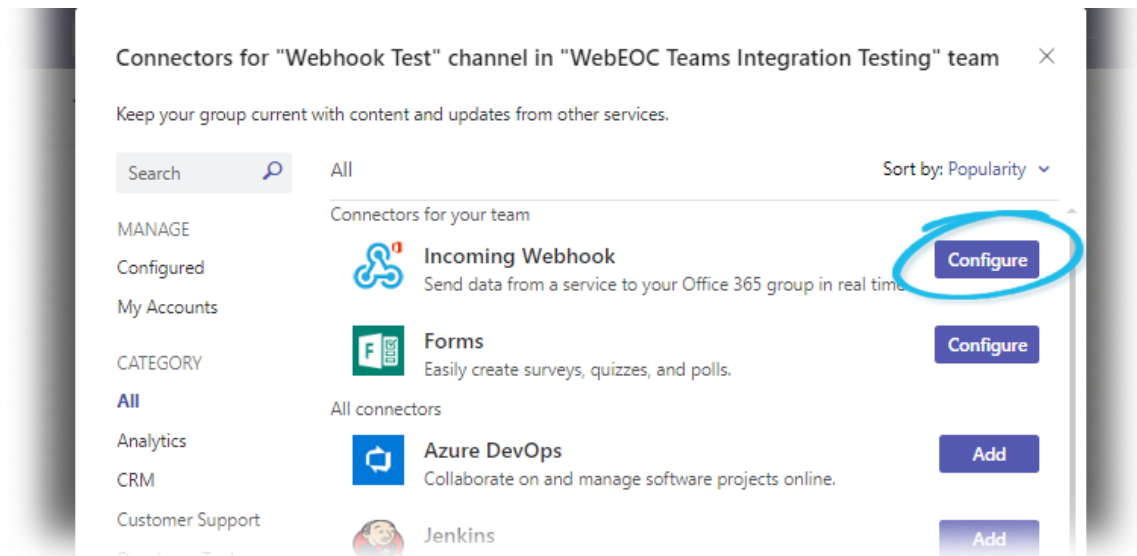 Connectors for "Webhook Test" channel in "WebEOC Teams Integration Testing" team
Keep your group current with content and updates from other services.
Search
All
Sort by: Popularity
MANAGE
Configured
My Accounts
CATEGORY
All
Analytics
CRM
Customer Support
Connectors for your team
Incoming Webhook
Send data from a service to your Office 365 group in real time
Configure
Forms
Easily create surveys, quizzes, and polls.
Configure
All connectors
Azure DevOps
Collaborate on and manage software projects online.
Add
Jenkins
Add